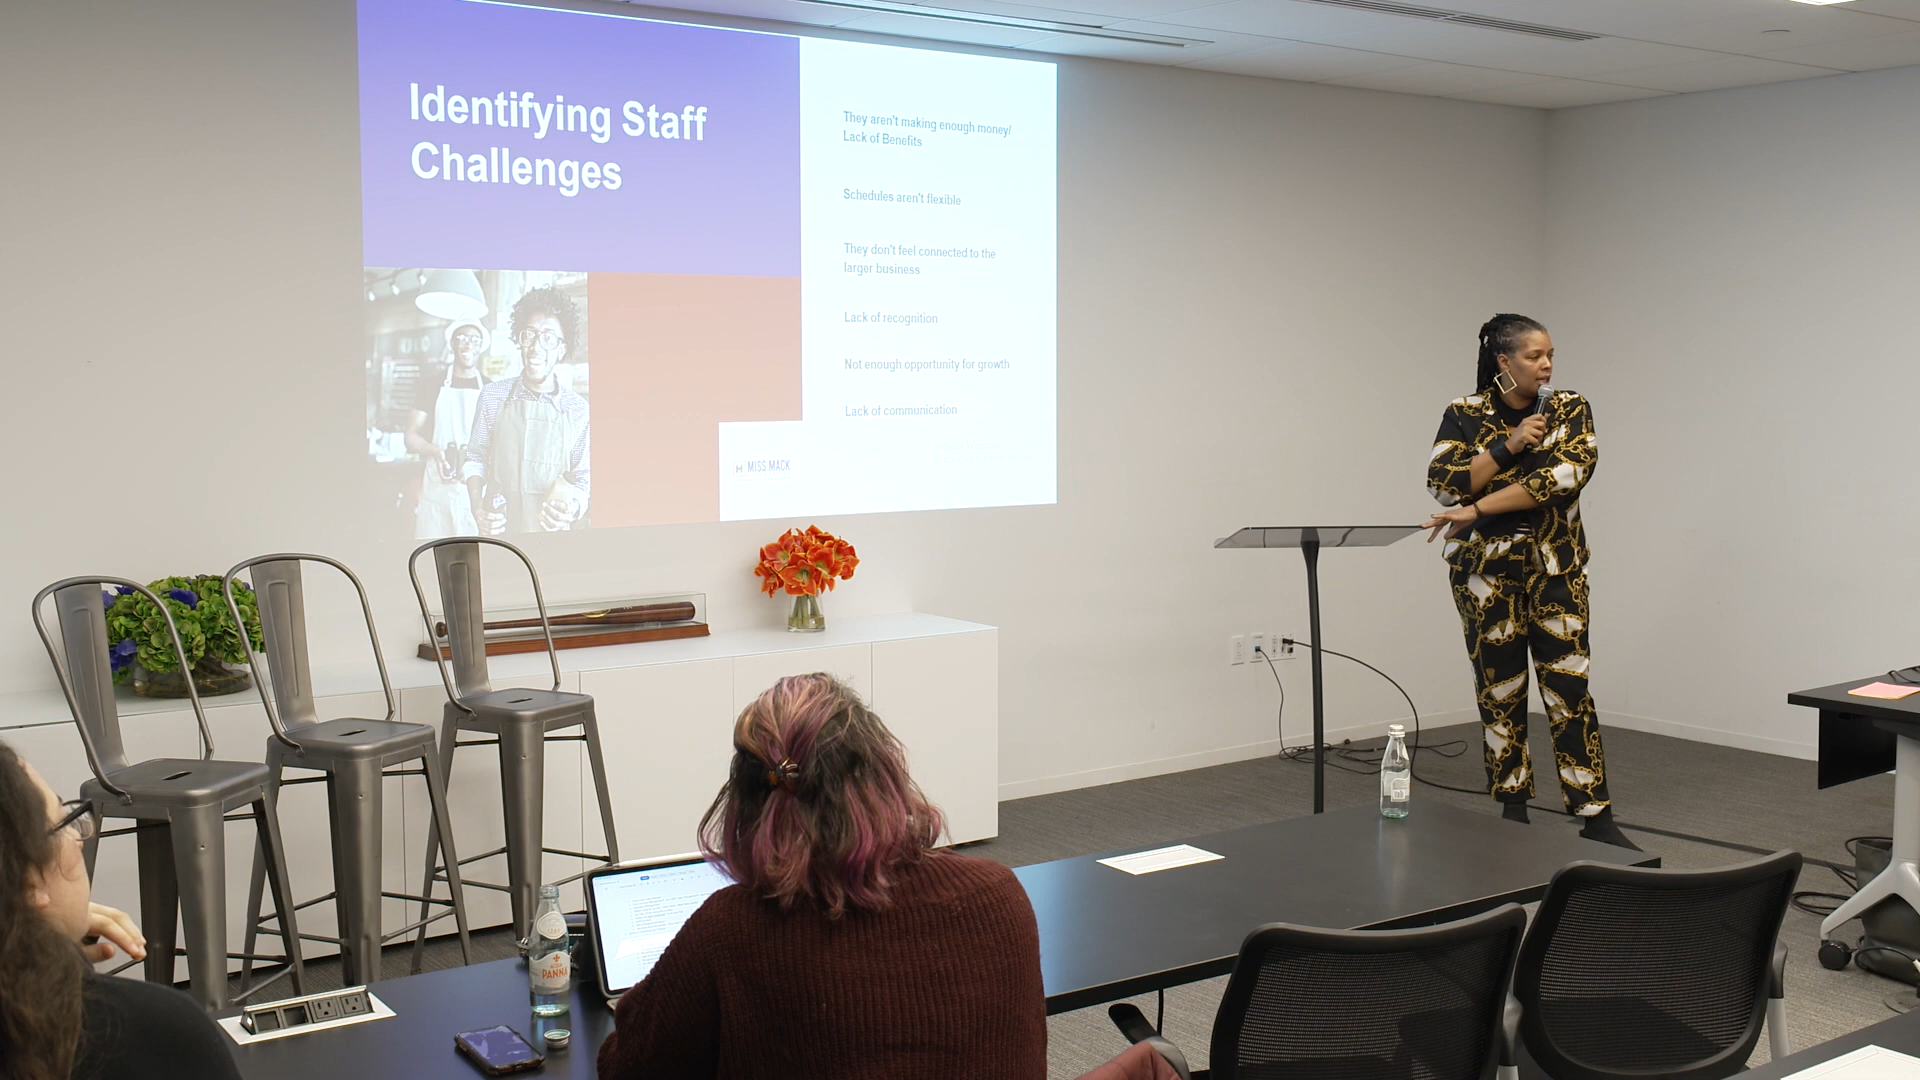 Identifying Staff
Challenges
They aren't making enough money/
Lack of Benefits
Schedules aren't flexible
They don't feel connected to the
larger business
Lack of recognition
Not enough opportunity for growth
Lack of communication
MISS MACK
ACQUA
PANNA